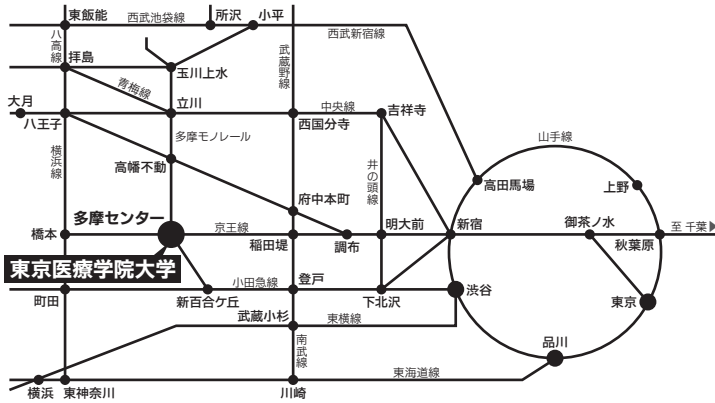 東飯能
西武池袋線
所沢
小平
西武新宿線
八高線
拝島
玉川上水
武蔵野線
青梅線
大月
立川
中央線
吉祥寺
八王子
西国分寺
山手線
多摩モノレール
横浜線
高幡不動
井の頭線
高田馬場
上野
府中本町
多摩センター
明大前
新宿
御茶ノ水
至 千葉▶
橋本
京王線
稲田堤
調布
秋葉原
東京医療学院大学
小田急線
登戸
渋谷
町田
新百合ケ丘
下北沢
東京
武蔵小杉
東横線
南武線
品川
東海道線
横浜
東神奈川
川崎